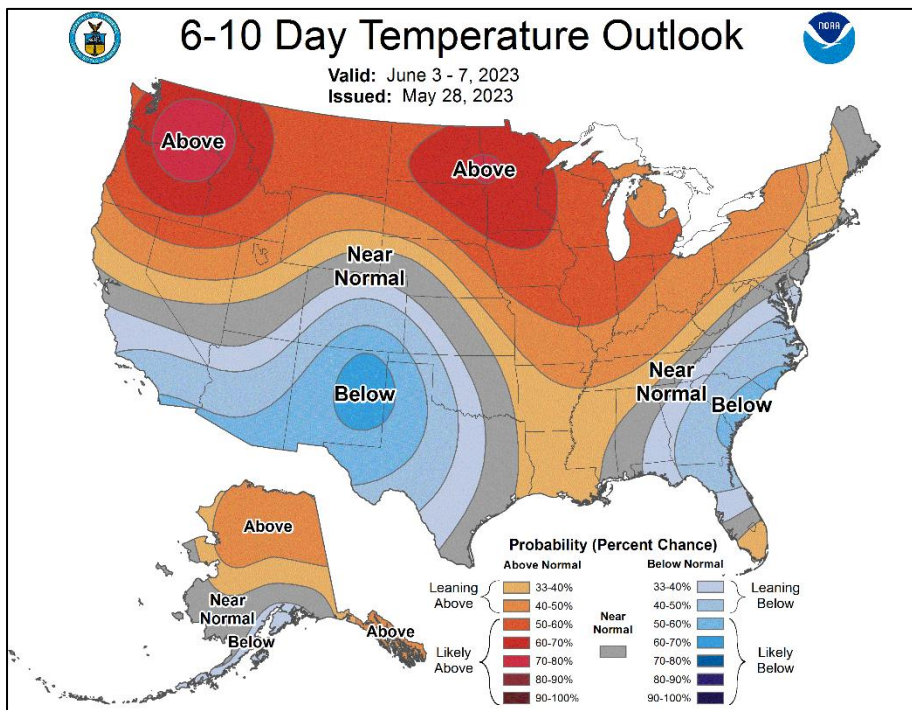 6-10 Day Temperature Outlook
NOAA
Valid: June 3 - 7, 2023
Issued: May 28, 2023
Above
Above
Near
Normal
Below
Near
Normal
Below
Above
Near
Normal
Below
Above
Probability (Percent Chance)
Above Normal
Below Normal
Leaning
Above
33-40%
40-50%
Likely
Above
50-60%
60-70%
70-80%
80-90%
90-100%
Near
Normal
33-40%
40-50%
Leaning
Below
50-60%
60-70%
70-80%
80-90%
90-100%
Likely
Below